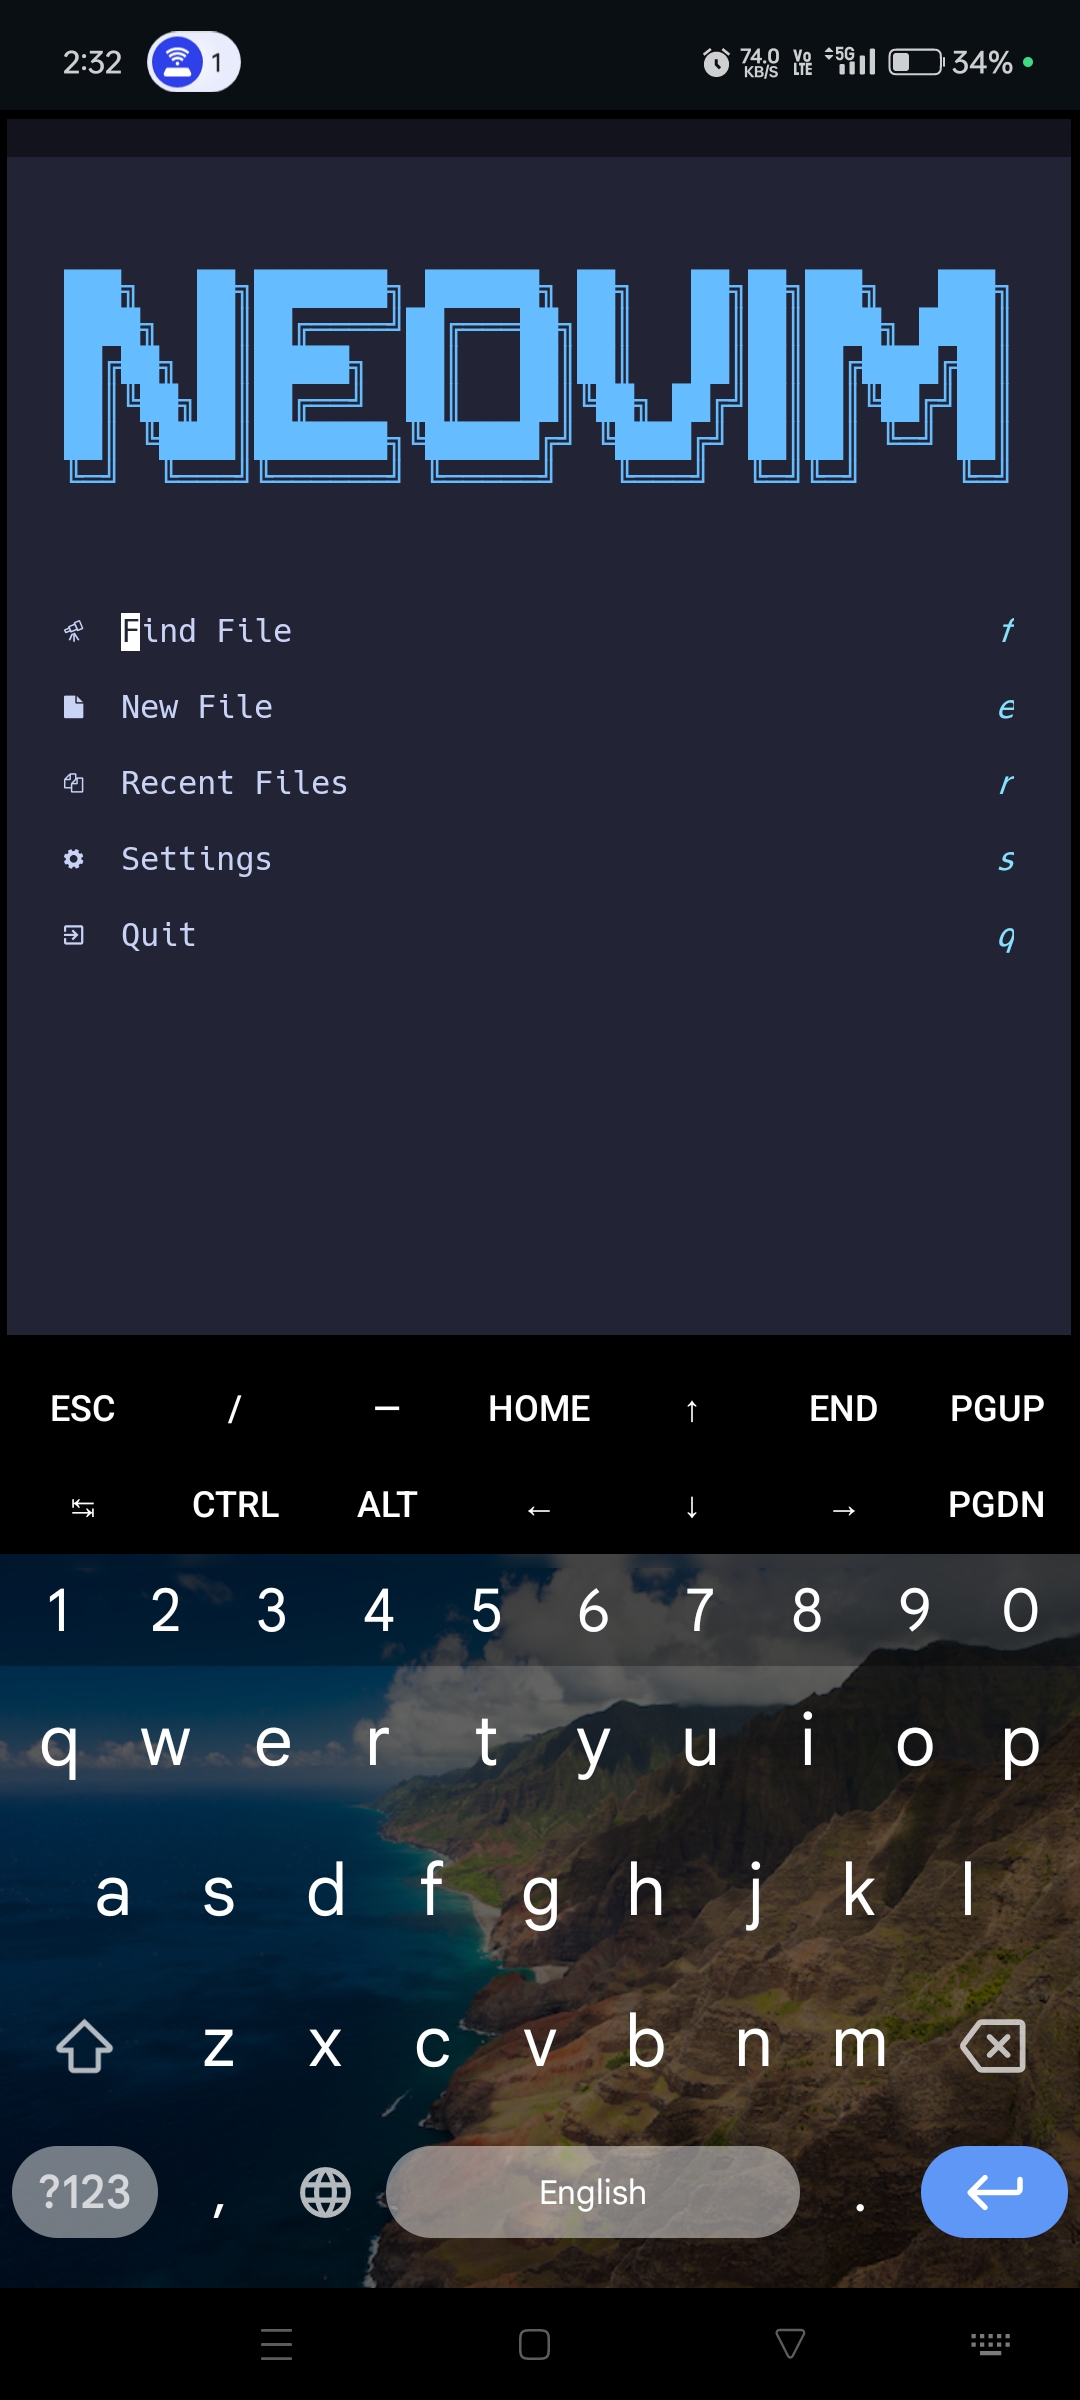 2:32 1 74.0 KB/S Vo LTE 5G 34%
NEOVIM
Find File f
New File e
Recent Files r
Settings s
Quit q
ESC / — HOME ↑ END PGUP
↹ CTRL ALT ← ↓ → PGDN
1 2 3 4 5 6 7 8 9 0
q w e r t y u i o p
a s d f g h j k l
z x c v b n m
?123 , English .